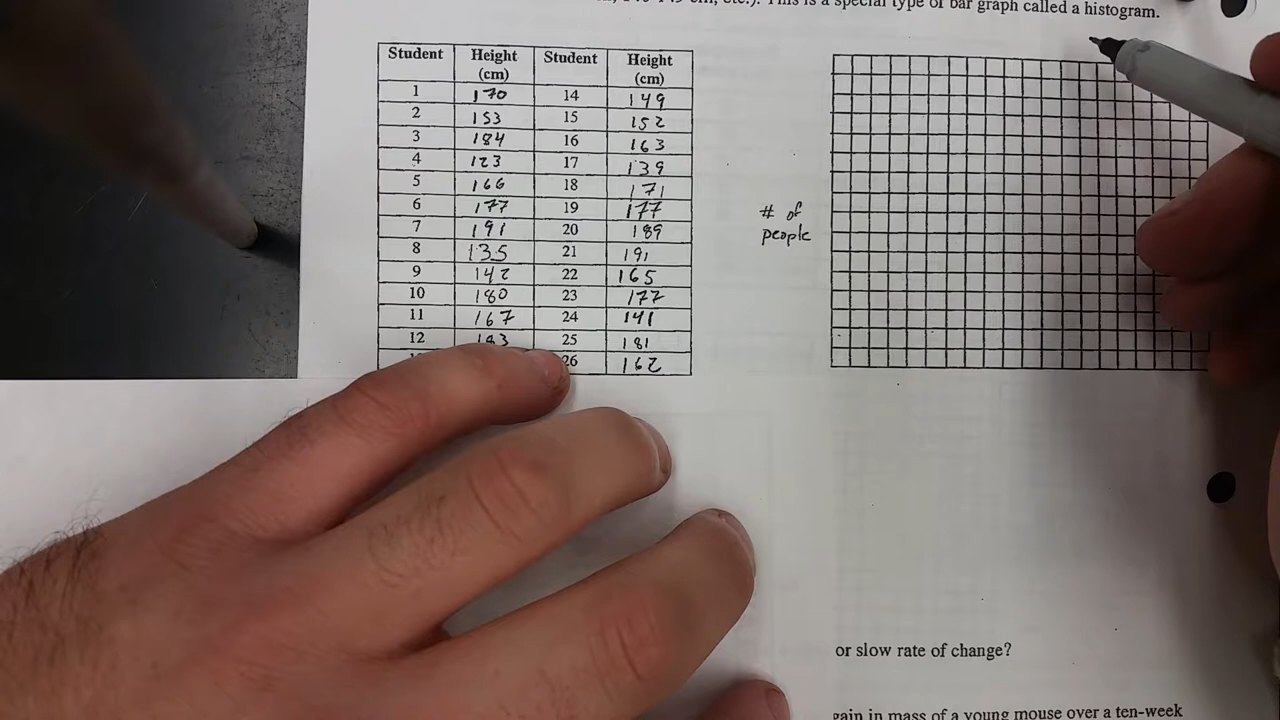 etc.). This is a special type of bar graph called a histogram.
Student Height (cm) Student Height (cm)
1 170 14 149
2 153 15 152
3 184 16 163
4 123 17 139
5 166 18 171
6 177 19 177
7 191 20 189
8 135 21 191
9 142 22 165
10 180 23 177
11 167 24 141
12 25 181
26 162
# of
people
or slow rate of change?
gain in mass of a young mouse over a ten-week